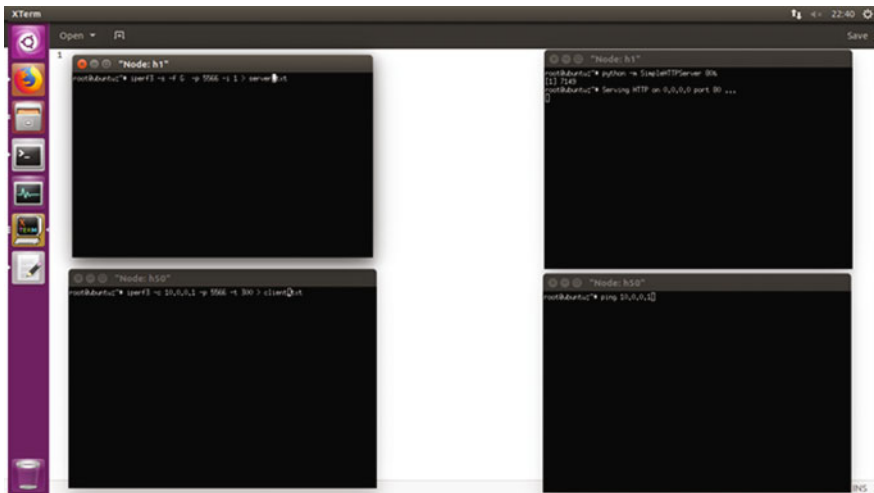 XTerm
22:40
Open
Save
1
"Node: h1"
root@ubuntu:~# iperf3 -s -f G -p 5566 -i 1 > server.txt
"Node: h1"
root@ubuntu:~# python -m SimpleHTTPServer 80&
[1] 7149
root@ubuntu:~# Serving HTTP on 0.0.0.0 port 80 ...
"Node: h50"
root@ubuntu:~# iperf3 -c 10.0.0.1 -p 5566 -t 300 > client.txt
"Node: h50"
root@ubuntu:~# ping 10.0.0.1
INS